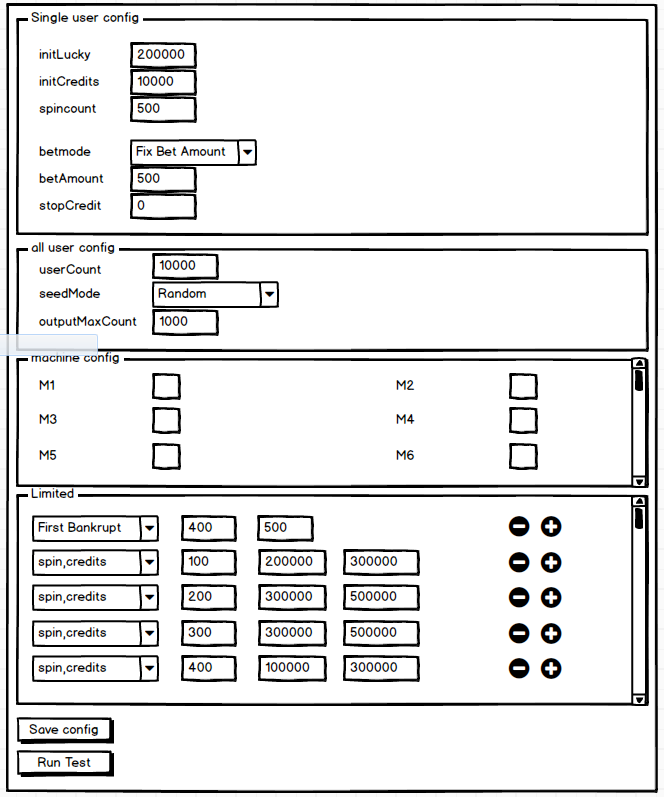 Single user config
initLucky 200000
initCredits 10000
spincount 500
betmode Fix Bet Amount
betAmount 500
stopCredit 0
all user config
userCount 10000
seedMode Random
outputMaxCount 1000
machine config
M1 M2
M3 M4
M5 M6
Limited
First Bankrupt 400 500
spin,credits 100 200000 300000
spin,credits 200 300000 500000
spin,credits 300 300000 500000
spin,credits 400 100000 300000
Save config
Run Test